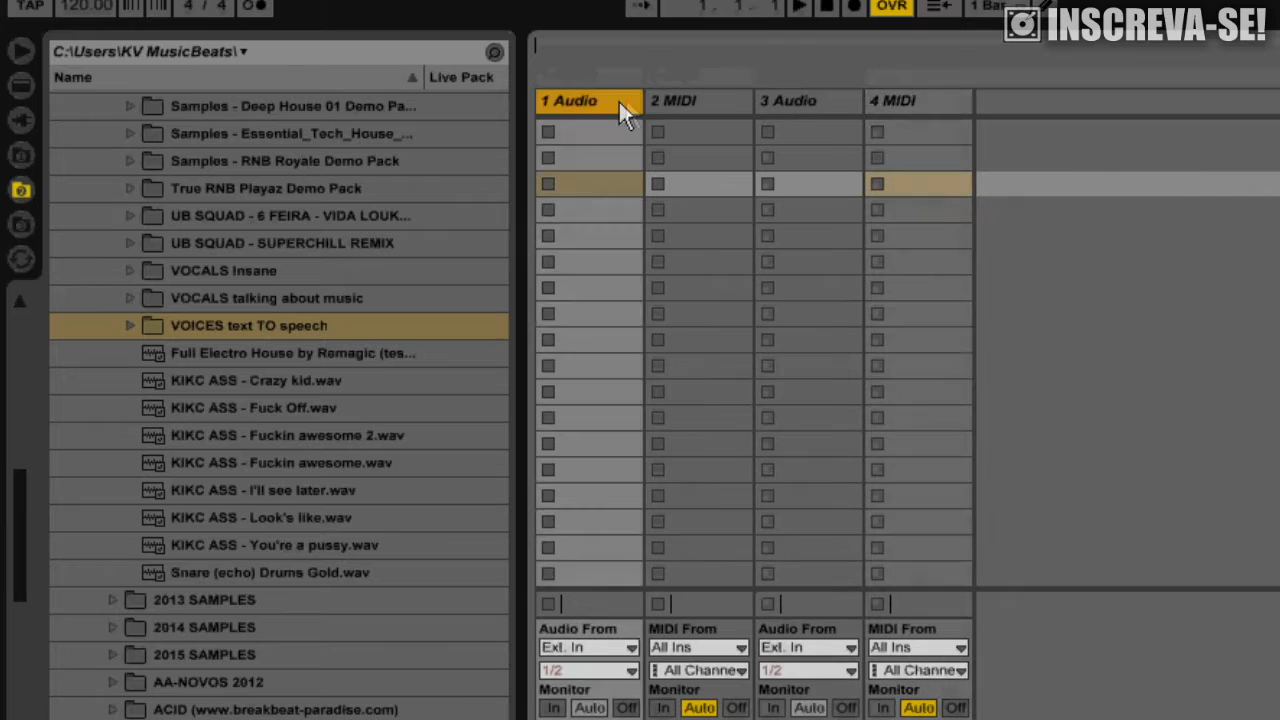 TAP 120.00 4 / 4 1. 1. 1 OVR 1 Bar
INSCREVA-SE!
C:\Users\KV MusicBeats\
Name Live Pack
1 Audio 2 MIDI 3 Audio 4 MIDI
Samples - Deep House 01 Demo Pa...
Samples - Essential_Tech_House_...
Samples - RNB Royale Demo Pack
True RNB Playaz Demo Pack
UB SQUAD - 6 FEIRA - VIDA LOUK...
UB SQUAD - SUPERCHILL REMIX
VOCALS Insane
VOCALS talking about music
VOICES text TO speech
Full Electro House by Remagic (tes...
KIKC ASS - Crazy kid.wav
KIKC ASS - Fuck Off.wav
KIKC ASS - Fuckin awesome 2.wav
KIKC ASS - Fuckin awesome.wav
KIKC ASS - I'll see later.wav
KIKC ASS - Look's like.wav
KIKC ASS - You're a pussy.wav
Snare (echo) Drums Gold.wav
2013 SAMPLES
2014 SAMPLES
2015 SAMPLES
AA-NOVOS 2012
ACID (www.breakbeat-paradise.com)
Audio From MIDI From Audio From MIDI From
Ext. In All Ins Ext. In All Ins
1/2 All Channe 1/2 All Channe
Monitor Monitor Monitor Monitor
In Auto Off In Auto Off In Auto Off In Auto Off